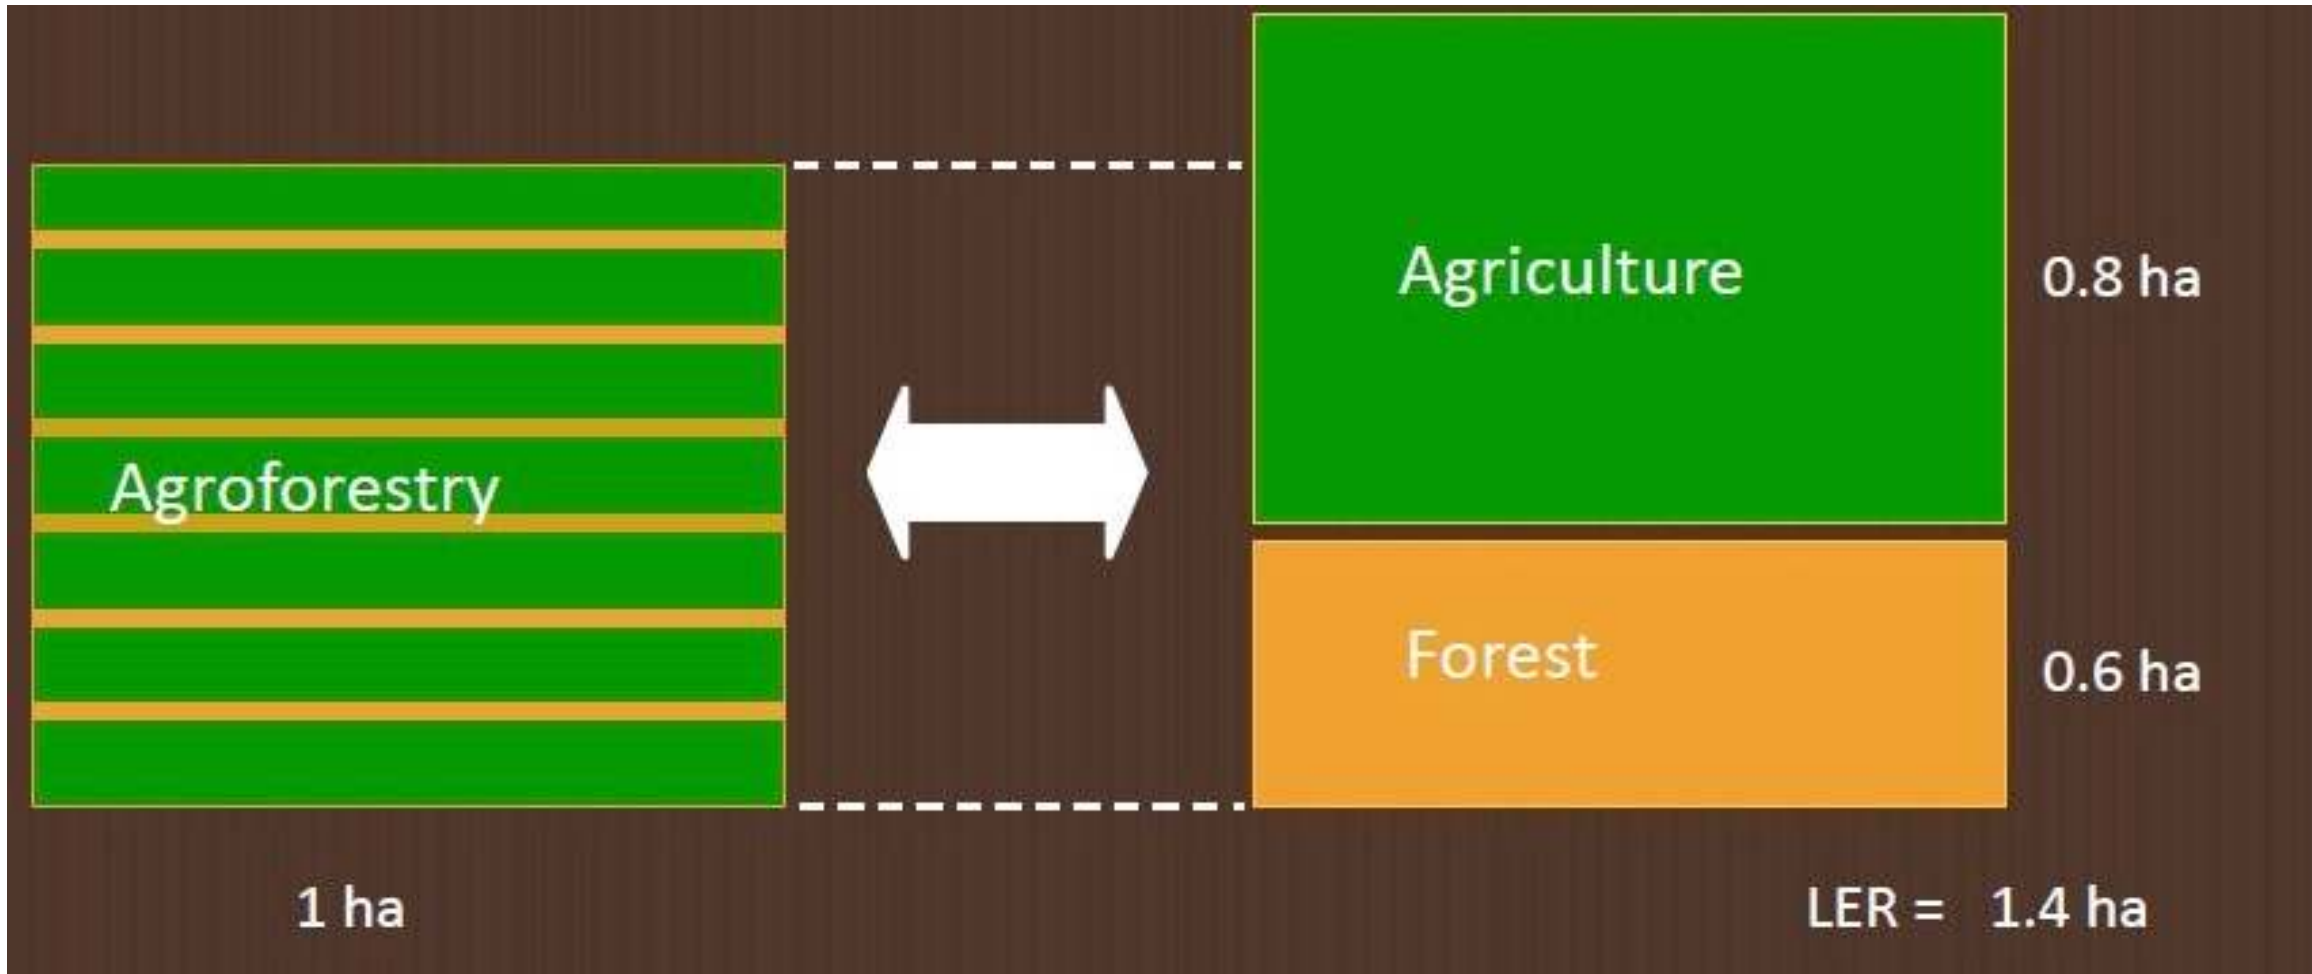 Agriculture
0.8 ha
Agroforestry
Forest
0.6 ha
1 ha
LER = 1.4 ha